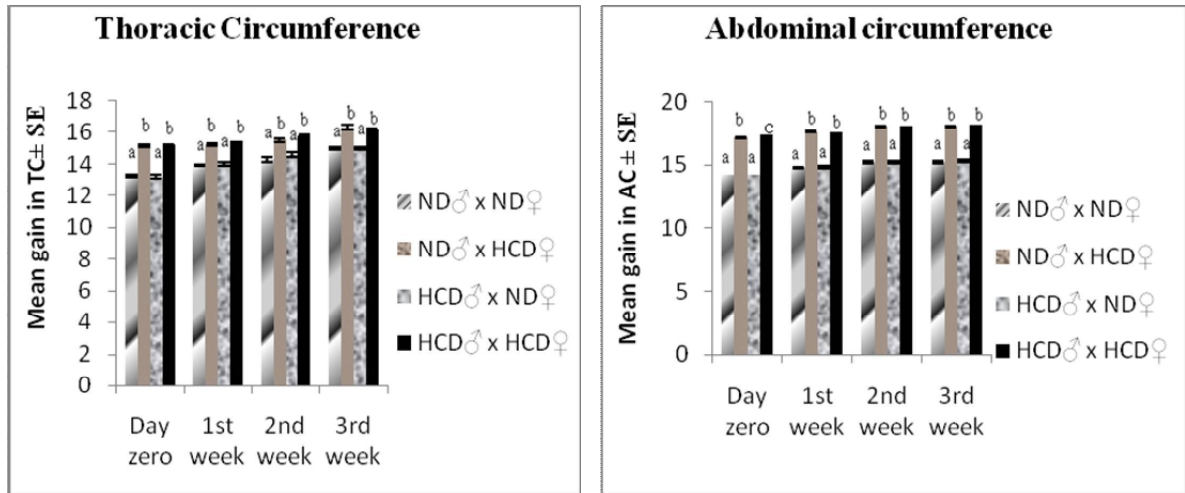 Thoracic Circumference
Mean gain in TC± SE
18
16
14
12
10
8
6
4
2
0
a b a b
a b a b
a b a b
a b a b
Day zero
1st week
2nd week
3rd week
ND♂ x ND♀
ND♂ x HCD♀
HCD♂ x ND♀
HCD♂ x HCD♀
Abdominal circumference
Mean gain in AC ± SE
20
15
10
5
0
a b a c
a b a b
a b a b
a b a b
Day zero
1st week
2nd week
3rd week
ND♂ x ND♀
ND♂ x HCD♀
HCD♂ x ND♀
HCD♂ x HCD♀